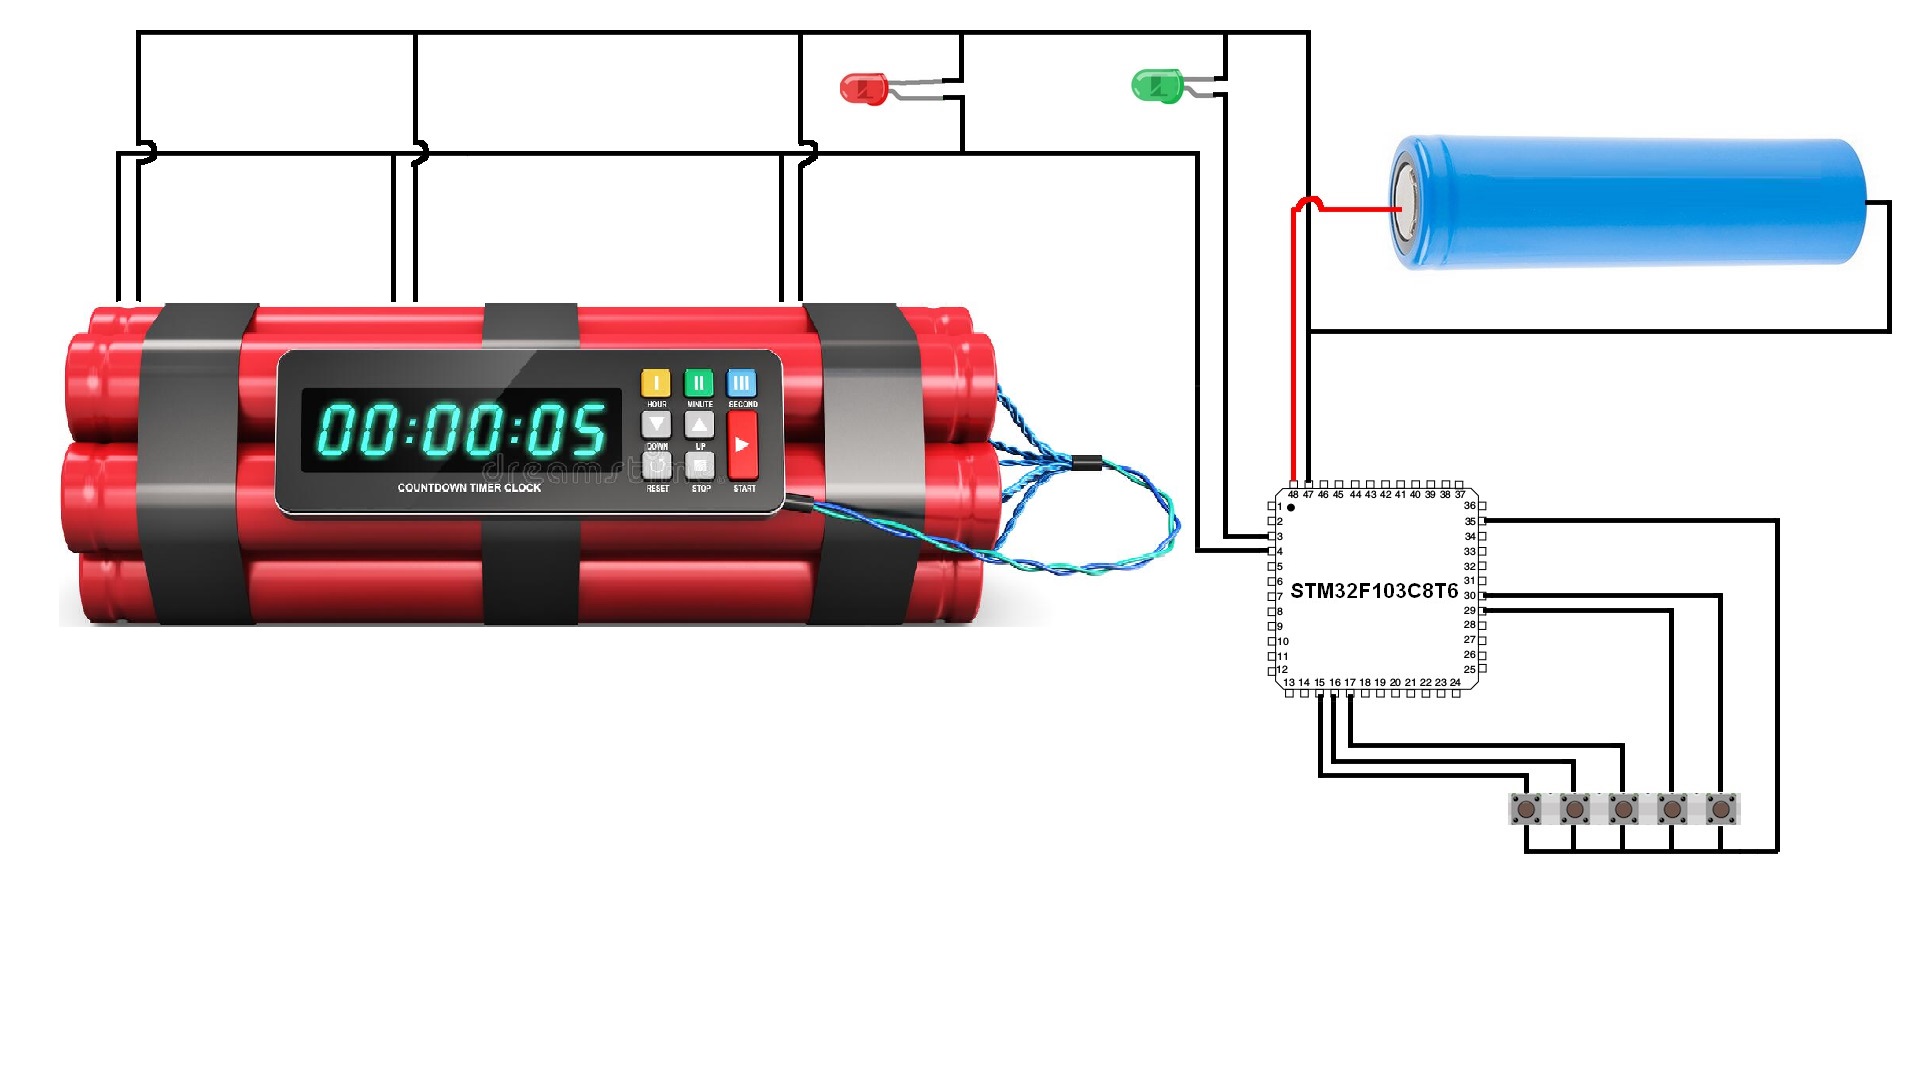 00:00:05
I II III
HOUR MINUTE SECOND
DOWN UP
RESET STOP START
COUNTDOWN TIMER CLOCK
dreamstime
48 47 46 45 44 43 42 41 40 39 38 37
1 36
2 35
3 34
4 33
5 32
6 31
STM32F103C8T6
7 30
8 29
9 28
10 27
11 26
12 25
13 14 15 16 17 18 19 20 21 22 23 24